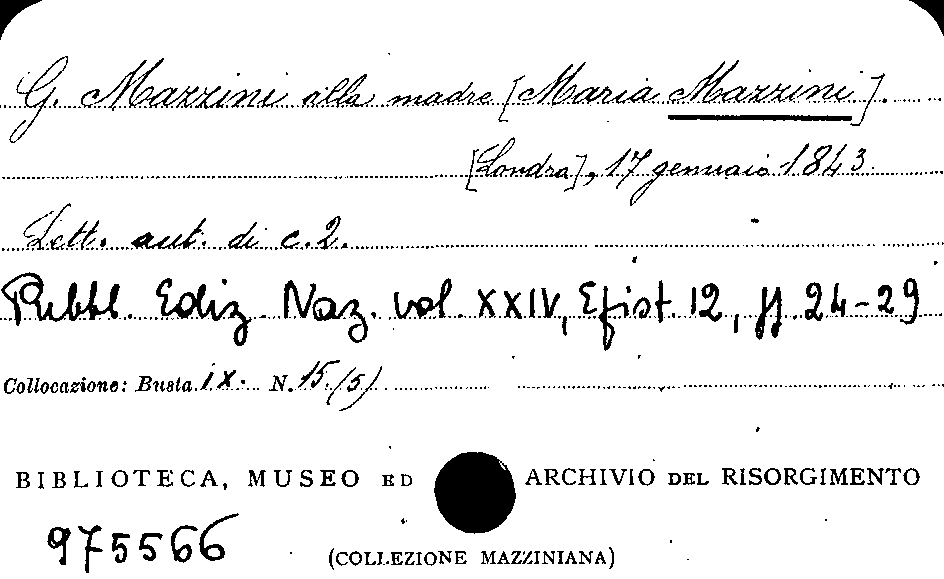 G. Mazzini alla madre [Maria Mazzini].
[Londra], 17 gennaio 1843.
Lett. aut. di c. 2.
Pubbl. Ediz. Naz. vol. XXIV, Epist. 12, pp. 24-29
Collocazione: Busta IX. N. 15.(5)
BIBLIOTECA, MUSEO ED ARCHIVIO DEL RISORGIMENTO
975566
(COLLEZIONE MAZZINIANA)